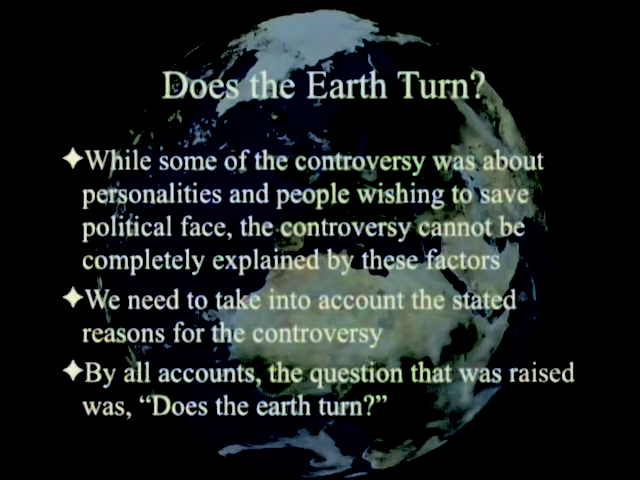 Does the Earth Turn?
✦While some of the controversy was about
personalities and people wishing to save
political face, the controversy cannot be
completely explained by these factors
✦We need to take into account the stated
reasons for the controversy
✦By all accounts, the question that was raised
was, “Does the earth turn?”